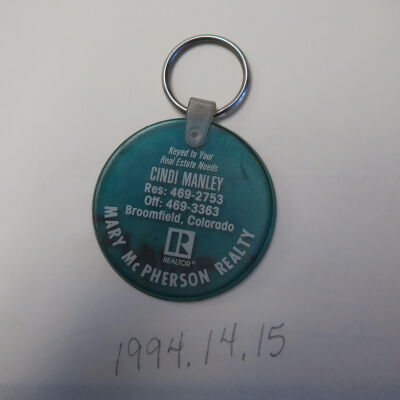 Keyed to Your
Real Estate Needs
CINDI MANLEY
Res: 469-2753
Off: 469-3363
Broomfield, Colorado
R
REALTOR®
MARY McPHERSON REALTY
1994.14.15